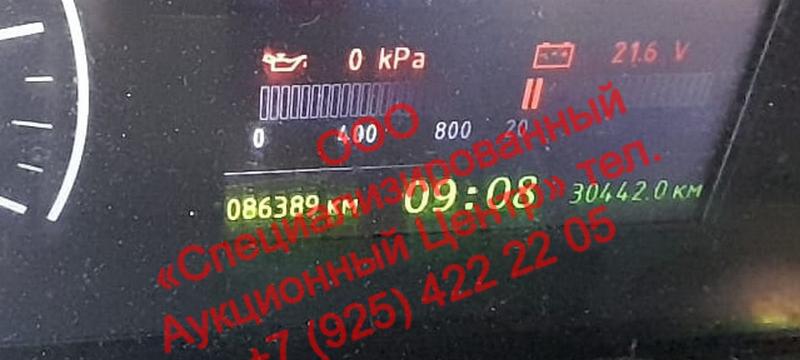 0 kPa 21.6 V
0 400 800 20
086389 км 09:08 30442.0 км
ООО
«Специализированный
Аукционный Центр» тел.
+7 (925) 422 22 05